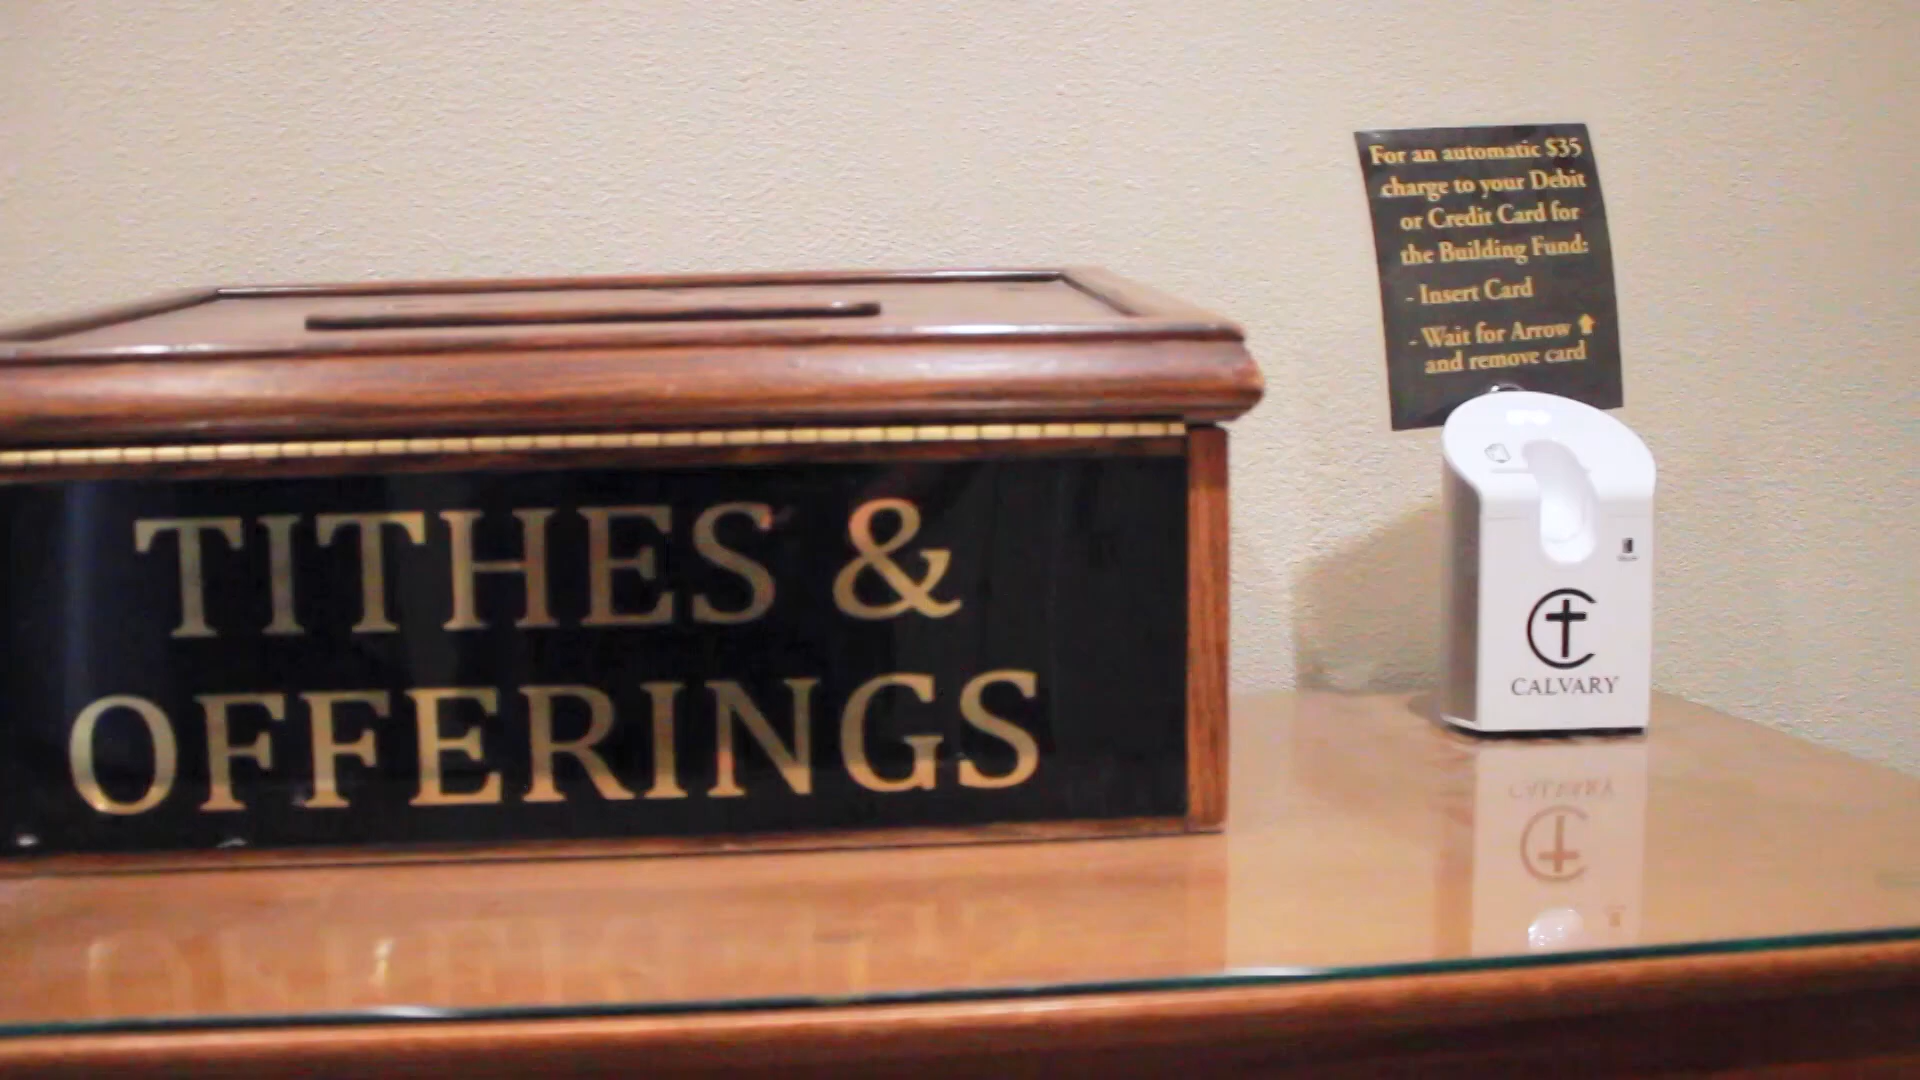 TITHES &
OFFERINGS
For an automatic $35
charge to your Debit
or Credit Card for
the Building Fund:
- Insert Card
- Wait for Arrow ⬆
and remove card
CALVARY